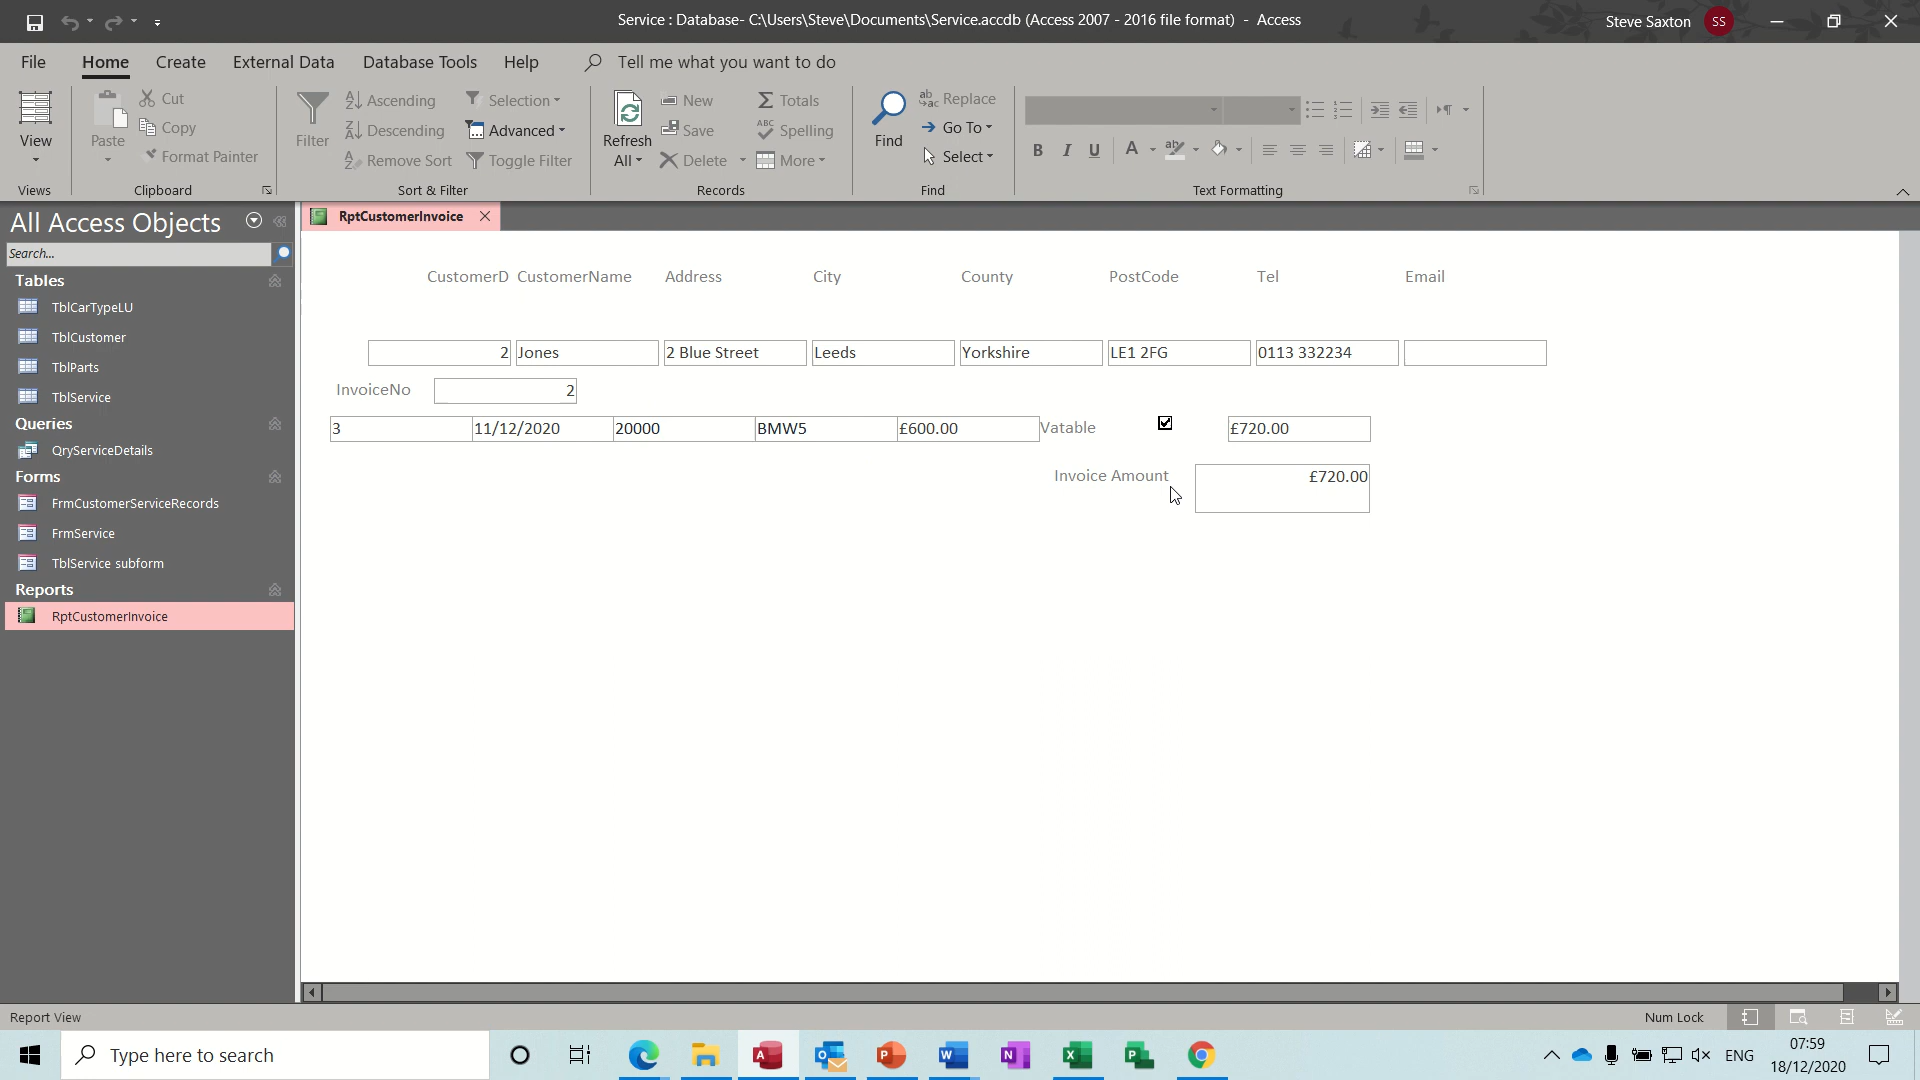 Service : Database- C:\Users\Steve\Documents\Service.accdb (Access 2007 - 2016 file format) - Access
Steve Saxton SS
File Home Create External Data Database Tools Help Tell me what you want to do
View
Views
Paste
Cut
Copy
Format Painter
Clipboard
Filter
Ascending
Descending
Remove Sort
Selection
Advanced
Toggle Filter
Sort & Filter
Refresh
All
New
Save
Delete
Totals
Spelling
More
Records
Find
Replace
Go To
Select
Find
B I U A
Text Formatting
All Access Objects
Search...
Tables
TblCarTypeLU
TblCustomer
TblParts
TblService
Queries
QryServiceDetails
Forms
FrmCustomerServiceRecords
FrmService
TblService subform
Reports
RptCustomerInvoice
RptCustomerInvoice
CustomerD CustomerName Address City County PostCode Tel Email
2 Jones 2 Blue Street Leeds Yorkshire LE1 2FG 0113 332234
InvoiceNo 2
3 11/12/2020 20000 BMW5 £600.00 Vatable £720.00
Invoice Amount £720.00
Report View
Num Lock
Type here to search
ENG
07:59
18/12/2020